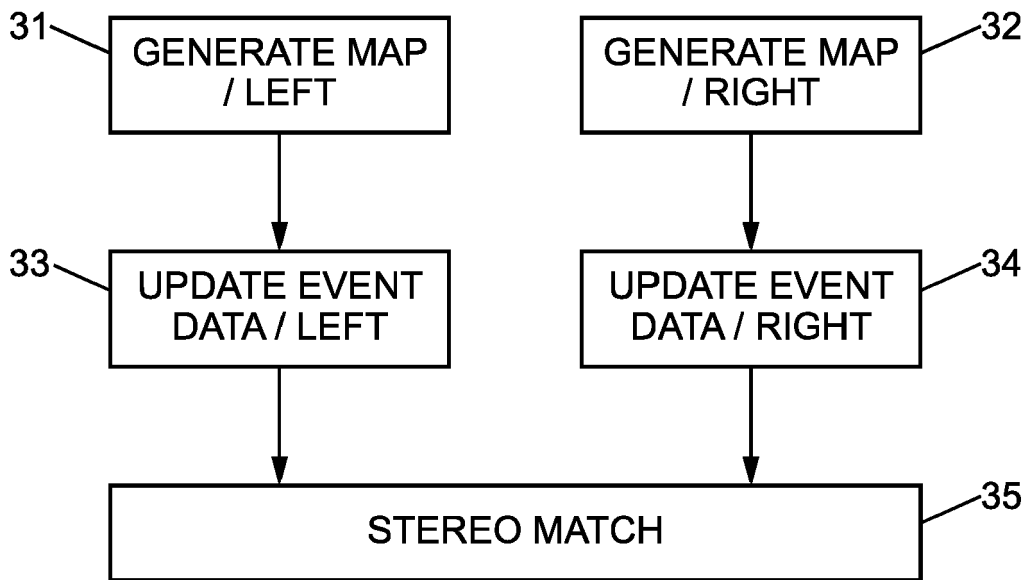 31
GENERATE MAP
/ LEFT
GENERATE MAP
/ RIGHT
32
33
UPDATE EVENT
DATA / LEFT
UPDATE EVENT
DATA / RIGHT
34
STEREO MATCH
35